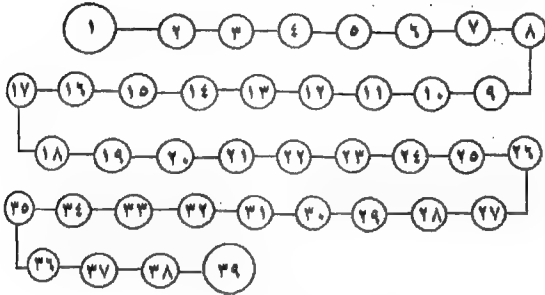 ١ ٢ ٣ ٤ ٥ ٦ ٧ ٨
١٧ ١٦ ١٥ ١٤ ١٣ ١٢ ١١ ١٠ ٩
١٨ ١٩ ٢٠ ٢١ ٢٢ ٢٣ ٢٤ ٢٥ ٢٦
٣٥ ٣٤ ٣٣ ٣٢ ٣١ ٣٠ ٢٩ ٢٨ ٢٧
٣٦ ٣٧ ٣٨ ٣٩